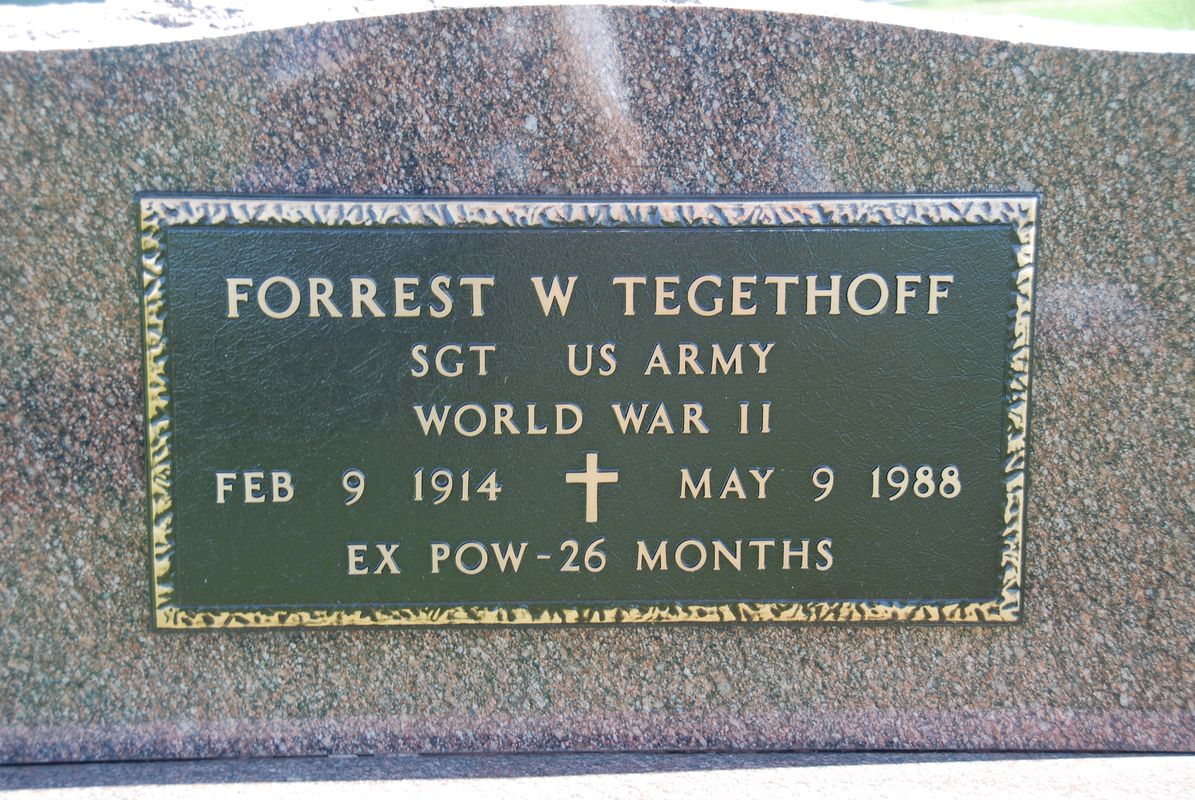 FORREST W TEGETHOFF
SGT US ARMY
WORLD WAR II
FEB 9 1914 MAY 9 1988
EX POW-26 MONTHS